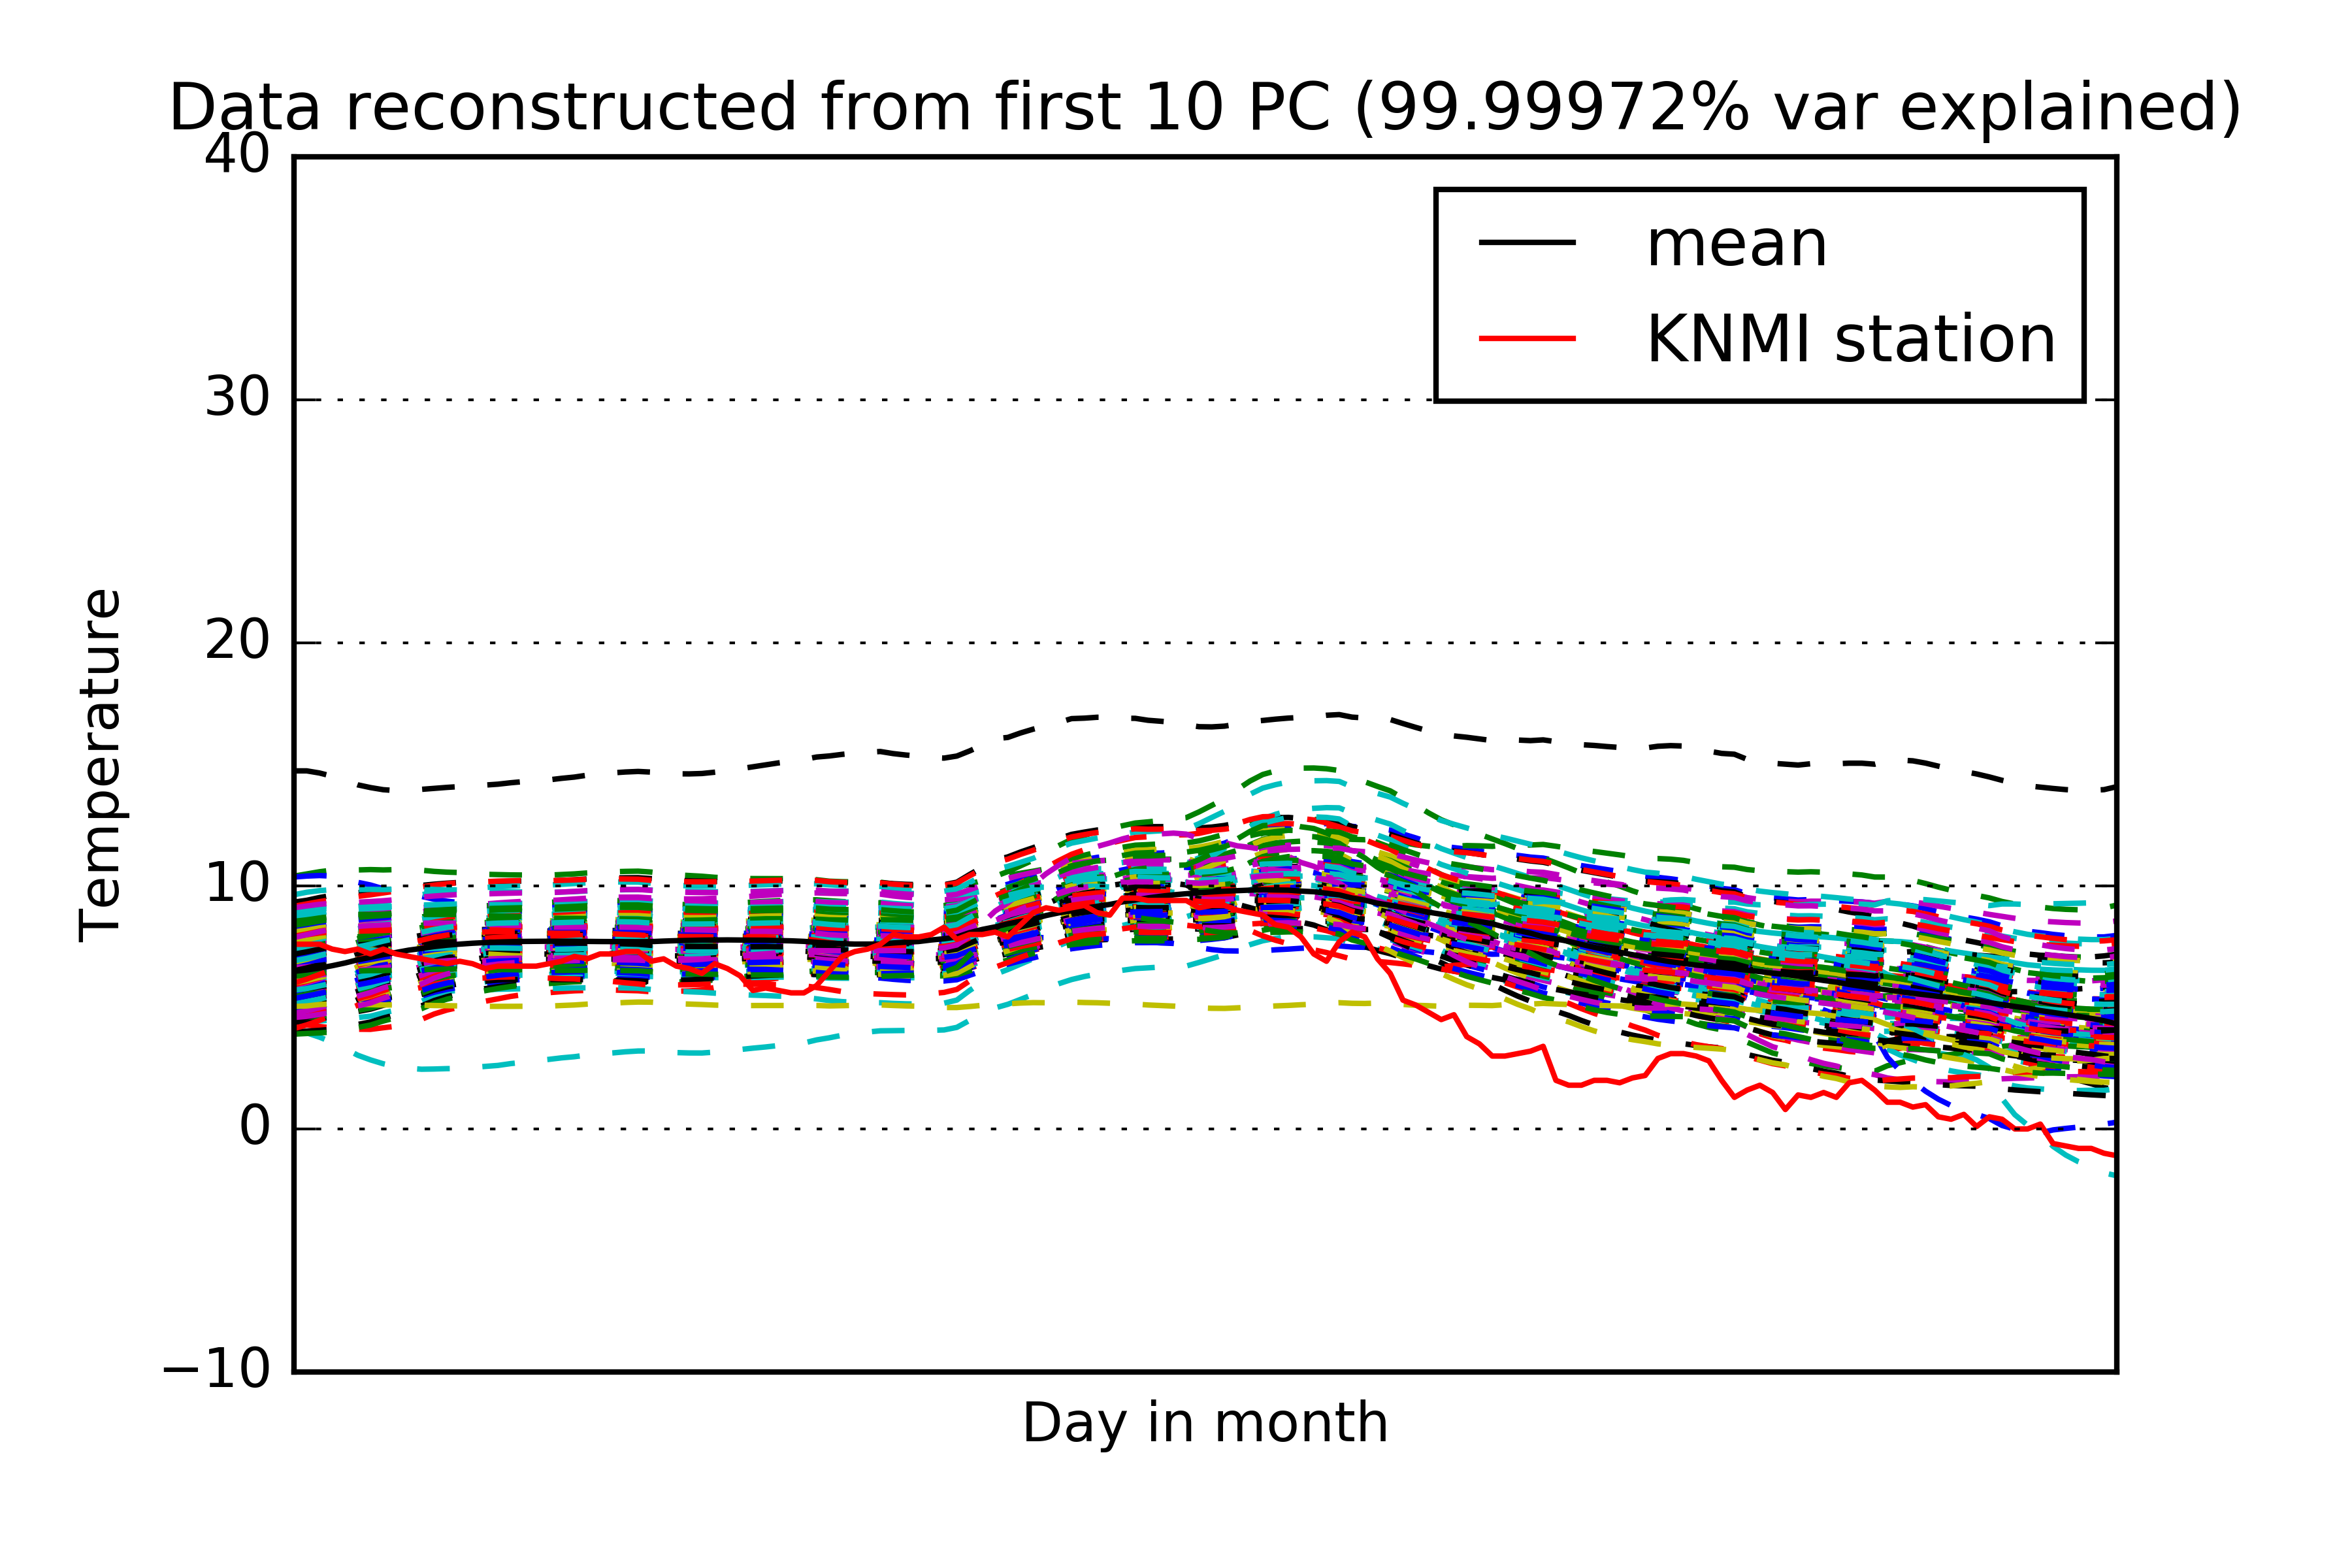 Data reconstructed from first 10 PC (99.99972% var explained)
40
30
20
10
0
−10
Temperature
mean
KNMI station
Day in month